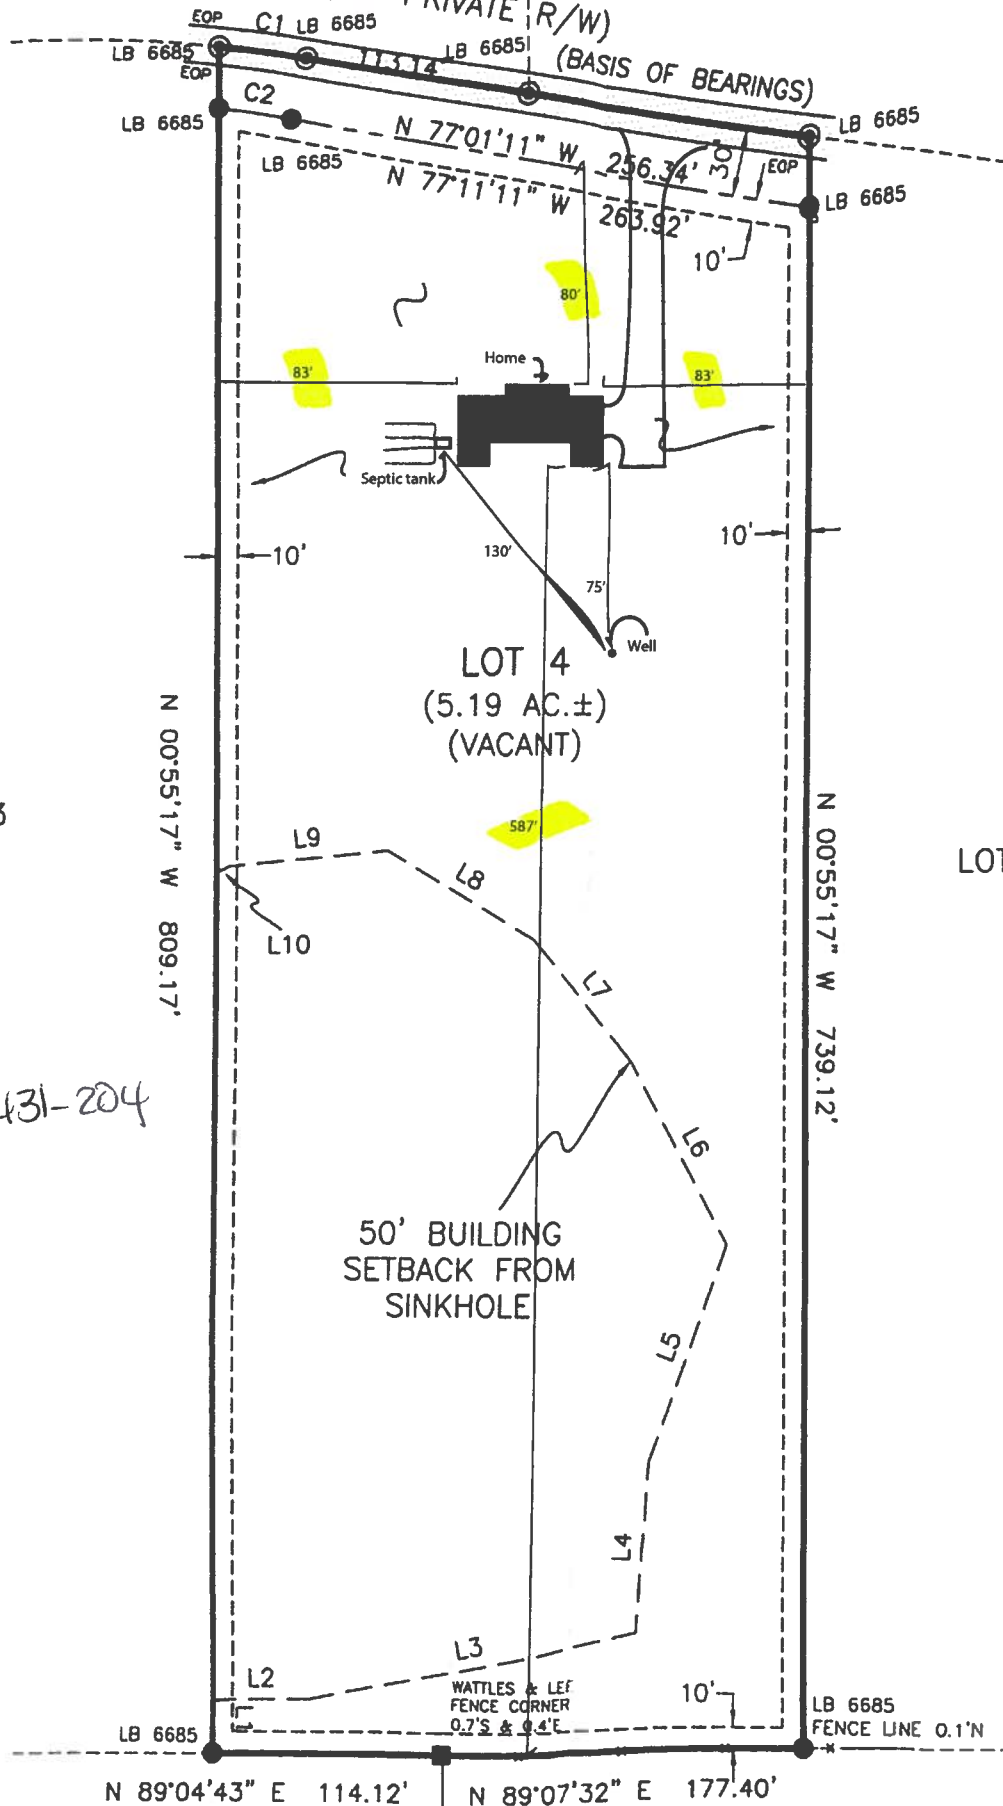 PRIVATE R/W)
EOP C1 LB 6685
LB 6685
LB 6685
113.14
(BASIS OF BEARINGS)
EOP
C2
LB 6685
LB 6685
LB 6685
N 77°01'11" W 256.34'
30'
EOP
N 77°11'11" W 263.92'
LB 6685
10'
80'
83'
Home
83'
Septic tank
10'
10'
130'
75'
Well
LOT 4
(5.19 AC.±)
(VACANT)
N 00°55'17" W 809.17'
N 00°55'17" W 739.12'
3
587'
LOT
L9
L8
L10
L7
431-204
L6
50' BUILDING
SETBACK FROM
SINKHOLE
L5
L4
L3
L2
WATTLES & LEE
FENCE CORNER
0.7'S & 0.4'E
10'
LB 6685
LB 6685
FENCE LINE 0.1'N
N 89°04'43" E 114.12'
N 89°07'32" E 177.40'